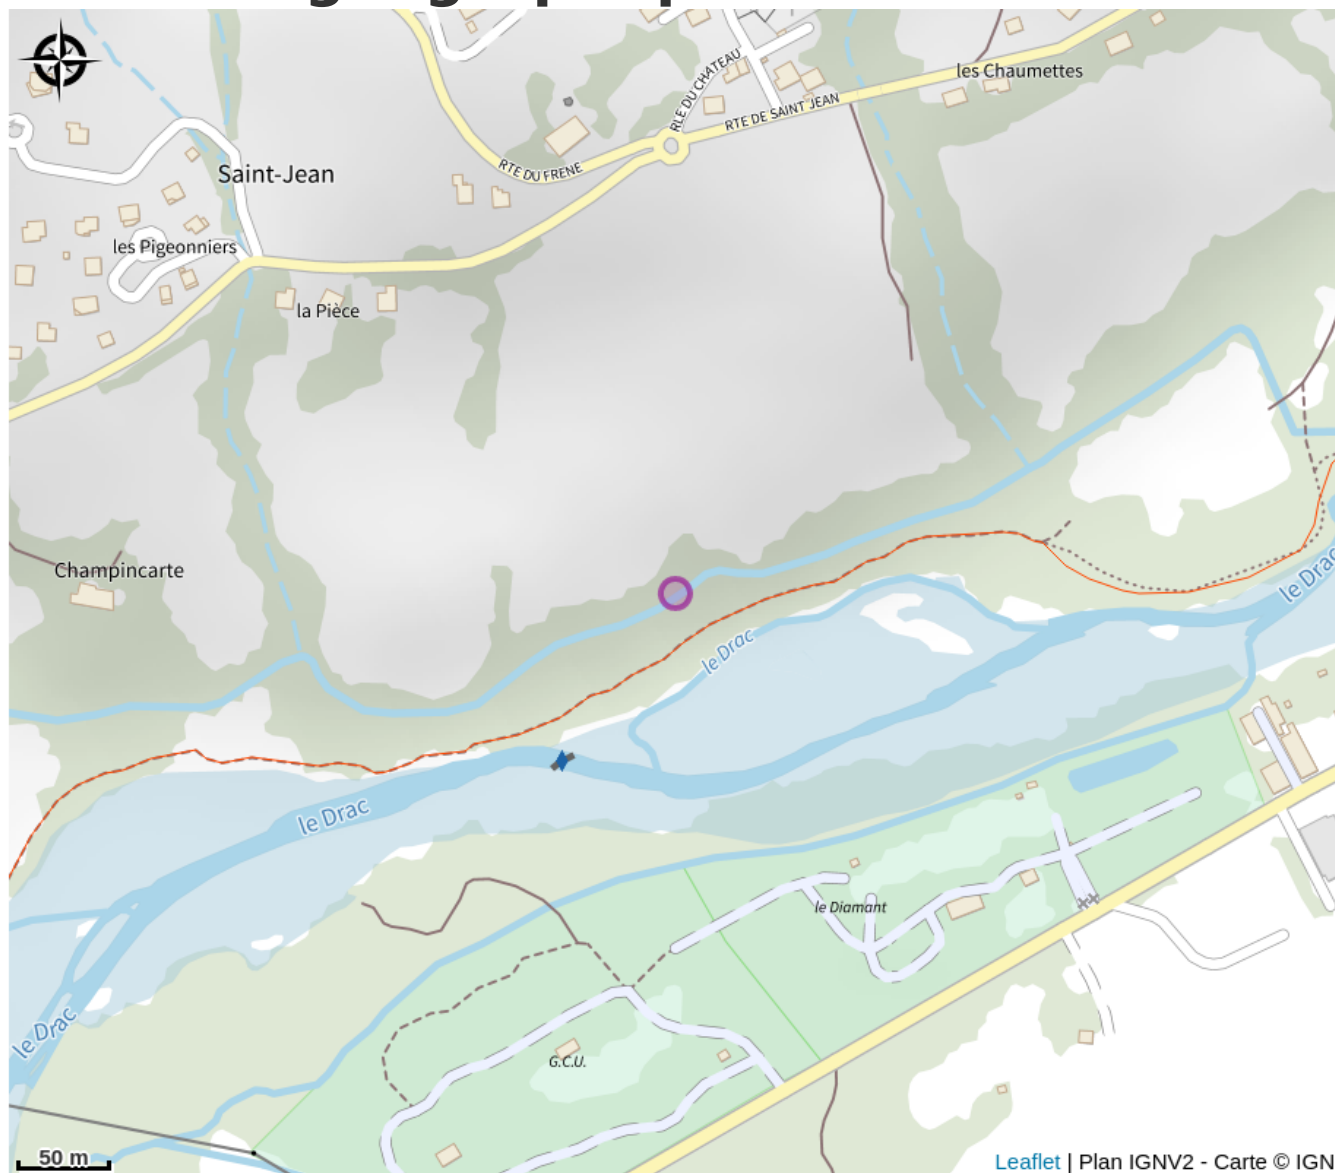 les Chaumettes
RLE DU CHATEAU
RTE DE SAINT JEAN
RTE DU FRENE
Saint-Jean
les Pigeonniers
la Pièce
Champincarte
le Drac
le Drac
le Drac
le Drac
le Diamant
G.C.U.
50 m
Leaflet | Plan IGNV2 - Carte © IGN